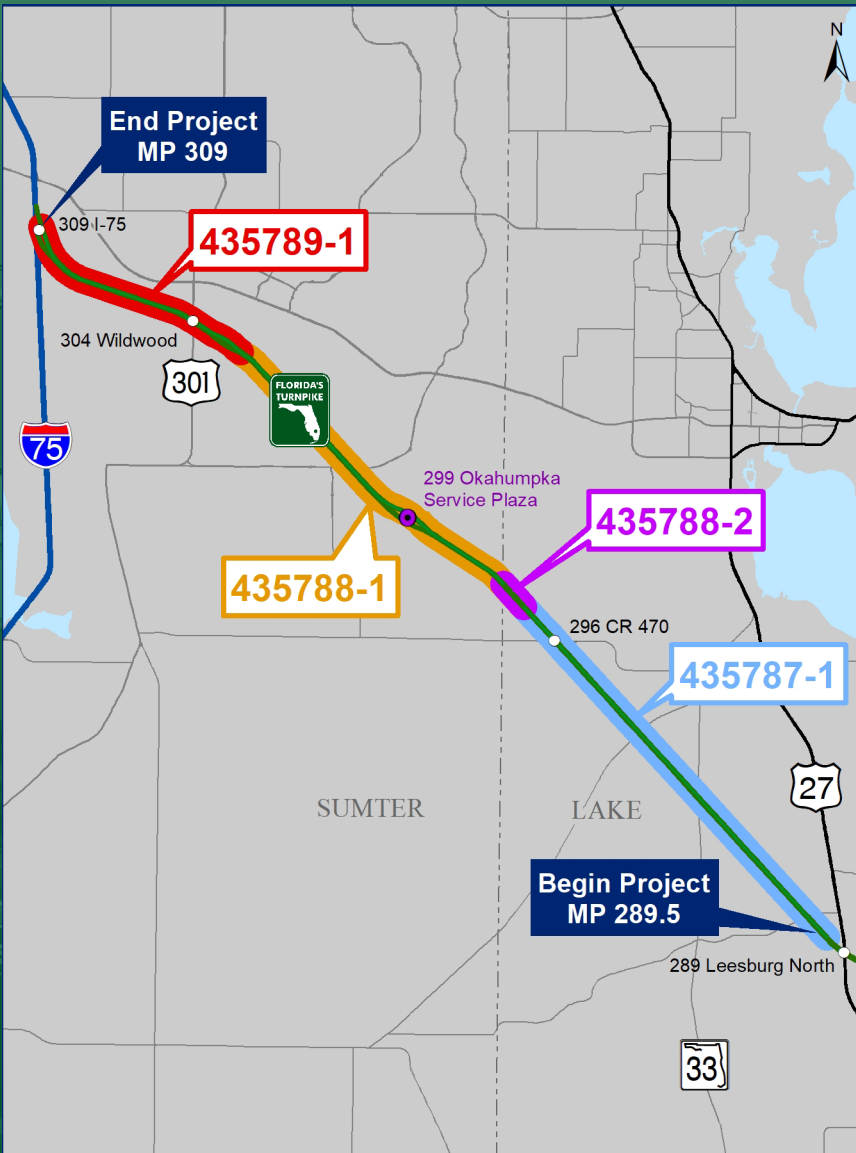 N
End Project
MP 309
309 I-75
435789-1
304 Wildwood
301
FLORIDA'S
TURNPIKE
75
299 Okahumpka
Service Plaza
435788-2
435788-1
296 CR 470
435787-1
27
SUMTER
LAKE
Begin Project
MP 289.5
289 Leesburg North
33